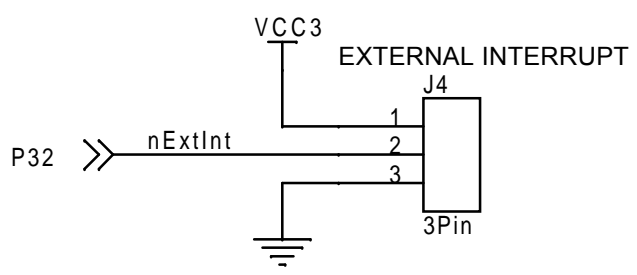 VCC3
EXTERNAL INTERRUPT
J4
1
P32
nExtInt
2
3
3Pin